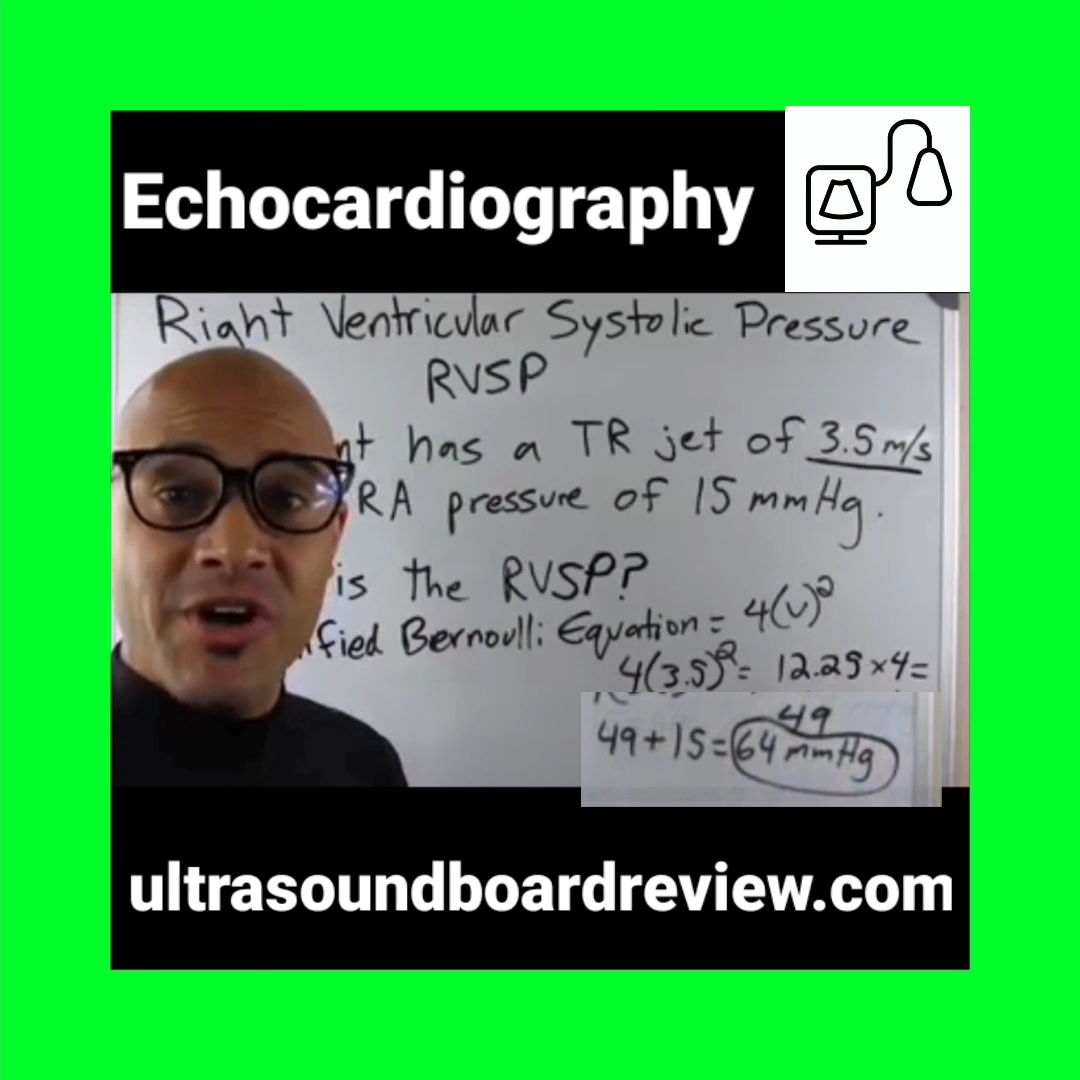 Echocardiography
Right Ventricular Systolic Pressure
RVSP
nt has a TR jet of 3.5 m/s
RA pressure of 15 mmHg.
is the RVSP?
ified Bernoulli Equation = 4(v)²
4(3.5)² = 12.25 x 4 =
49
49 + 15 = 64 mmHg
ultrasoundboardreview.com